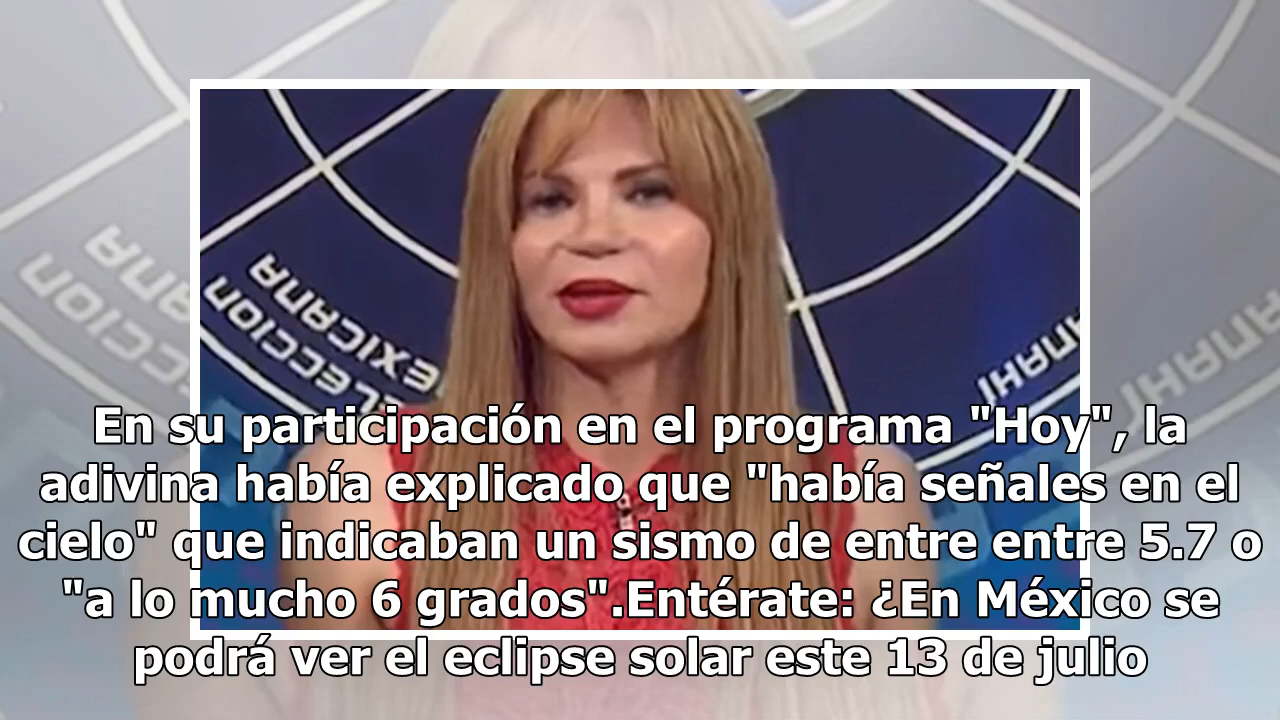 ELECCION
MEXICANA
En su participación en el programa "Hoy", la
adivina había explicado que "había señales en el
cielo" que indicaban un sismo de entre entre 5.7 o
"a lo mucho 6 grados".Entérate: ¿En México se
podrá ver el eclipse solar este 13 de julio